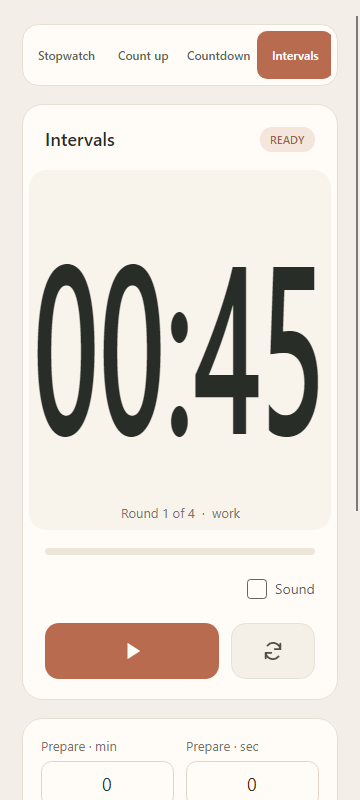 Stopwatch Count up Countdown Intervals
Intervals READY
00:45
Round 1 of 4 · work
Sound
Prepare · min Prepare · sec
0 0